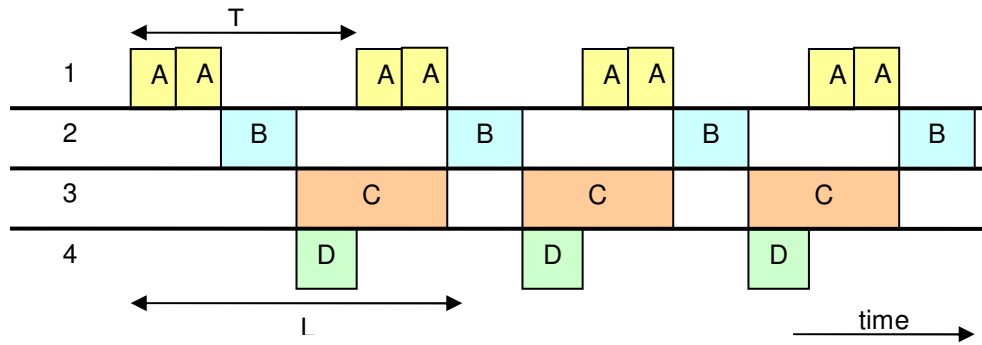 T
1 A A A A A A A A
2 B B B B
3 C C C
4 D D D
L
time